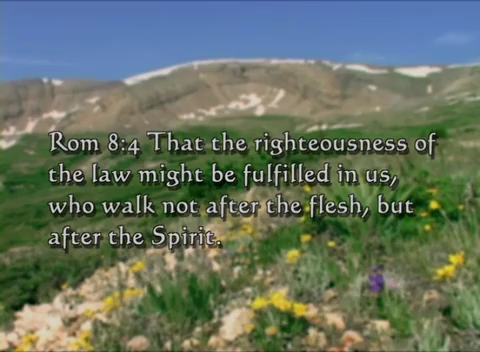 Rom 8:4 That the righteousness of
the law might be fulfilled in us,
who walk not after the flesh, but
after the Spirit.